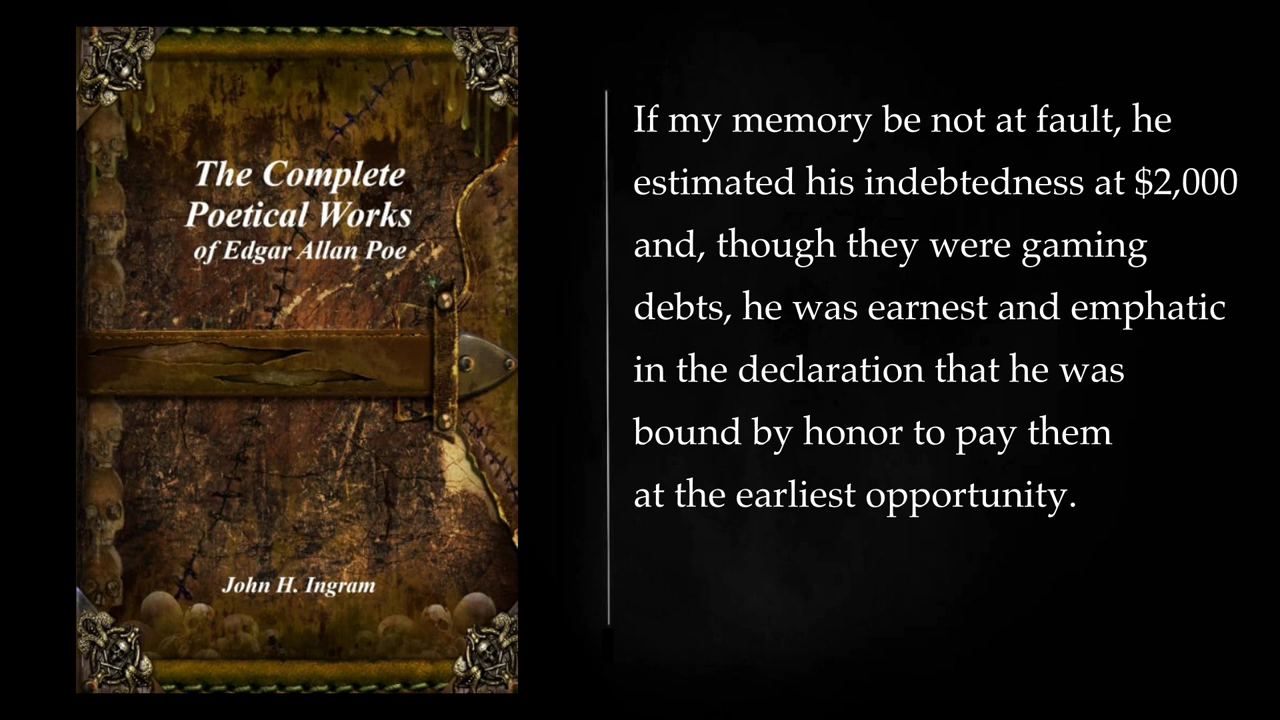 The Complete
Poetical Works
of Edgar Allan Poe
John H. Ingram
If my memory be not at fault, he
estimated his indebtedness at $2,000
and, though they were gaming
debts, he was earnest and emphatic
in the declaration that he was
bound by honor to pay them
at the earliest opportunity.